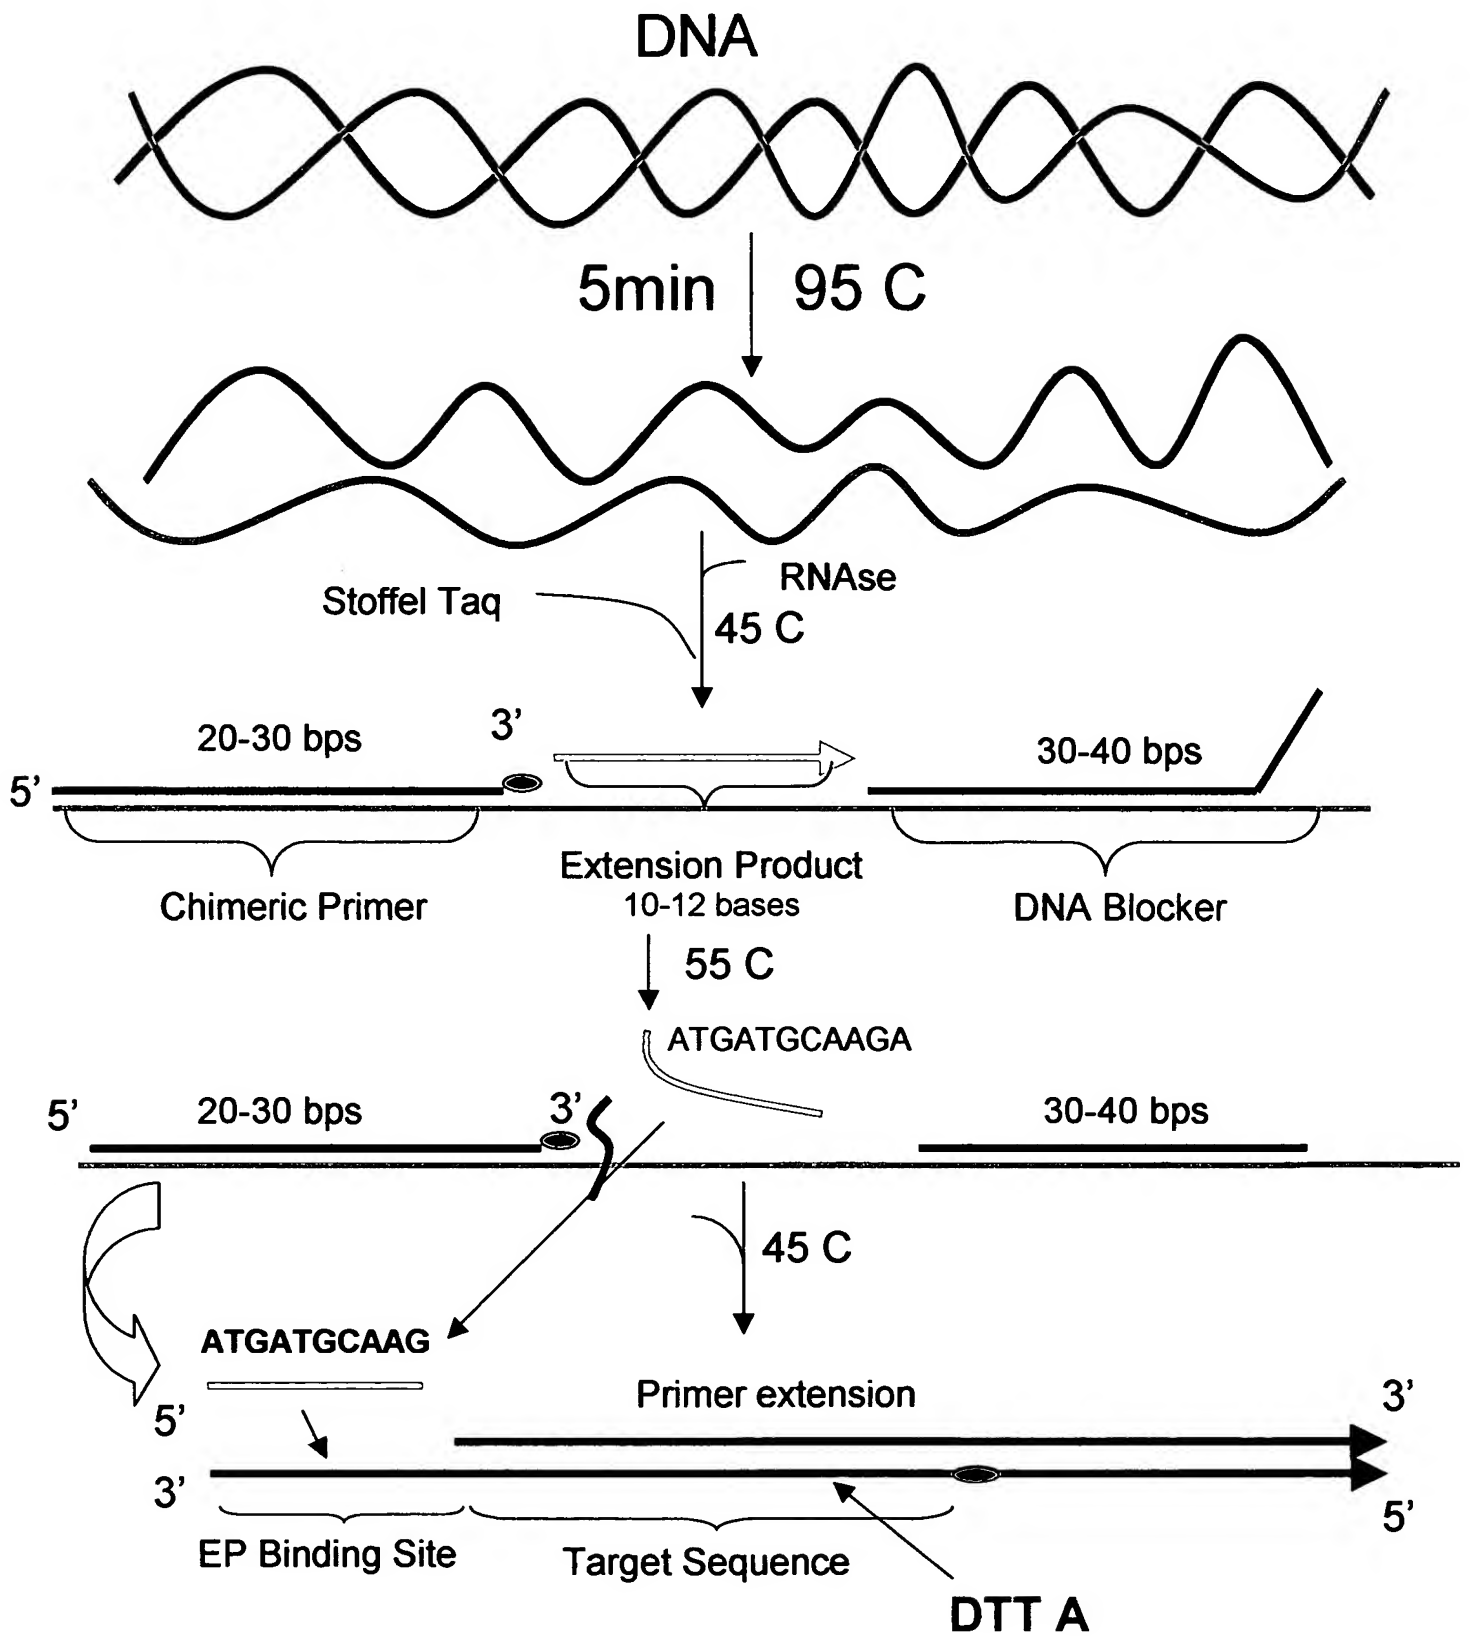 DNA
5min 95 C
RNAse
Stoffel Taq
45 C
3’
20-30 bps
30-40 bps
5’
Extension Product
Chimeric Primer
10-12 bases
DNA Blocker
55 C
ATGATGCAAGA
5’
20-30 bps
3’
30-40 bps
45 C
ATGATGCAAG
Primer extension
3’
5’
3’
5’
EP Binding Site
Target Sequence
DTT A